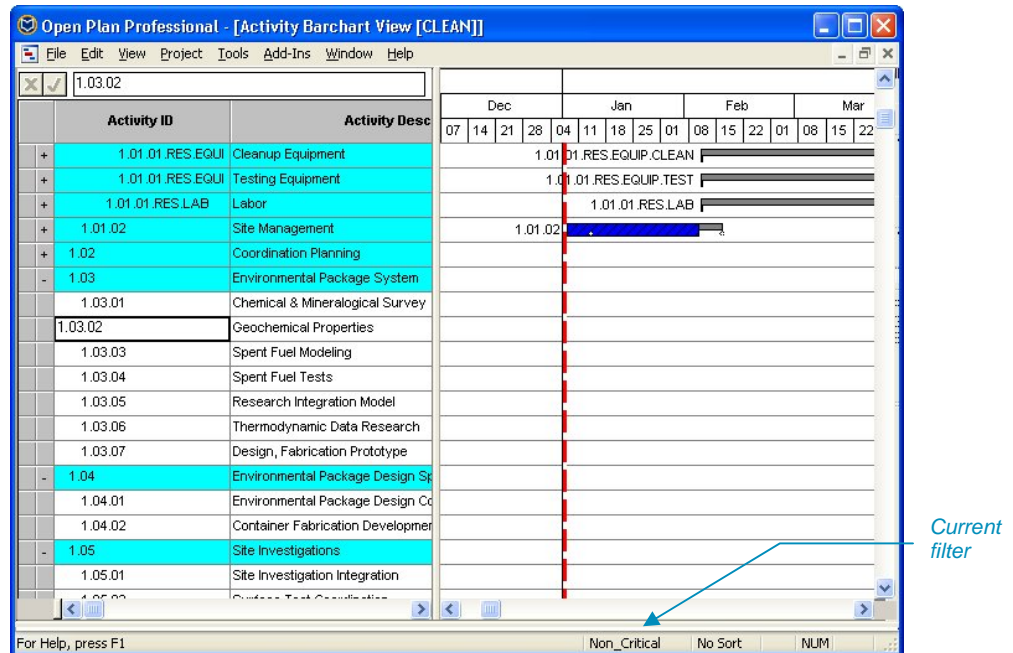 Open Plan Professional - [Activity Barchart View [CLEAN]]
File Edit View Project Tools Add-Ins Window Help
1.03.02
Activity ID Activity Desc
Dec Jan Feb Mar
07 14 21 28 04 11 18 25 01 08 15 22 01 08 15 22
+ 1.01.01.RES.EQUI Cleanup Equipment 1.01.01.RES.EQUIP.CLEAN
+ 1.01.01.RES.EQUI Testing Equipment 1.01.01.RES.EQUIP.TEST
+ 1.01.01.RES.LAB Labor 1.01.01.RES.LAB
+ 1.01.02 Site Management 1.01.02
+ 1.02 Coordination Planning
- 1.03 Environmental Package System
1.03.01 Chemical & Mineralogical Survey
1.03.02 Geochemical Properties
1.03.03 Spent Fuel Modeling
1.03.04 Spent Fuel Tests
1.03.05 Research Integration Model
1.03.06 Thermodynamic Data Research
1.03.07 Design, Fabrication Prototype
- 1.04 Environmental Package Design Sp
1.04.01 Environmental Package Design Co
1.04.02 Container Fabrication Developmen
- 1.05 Site Investigations
1.05.01 Site Investigation Integration
Current
filter
For Help, press F1 Non_Critical No Sort NUM